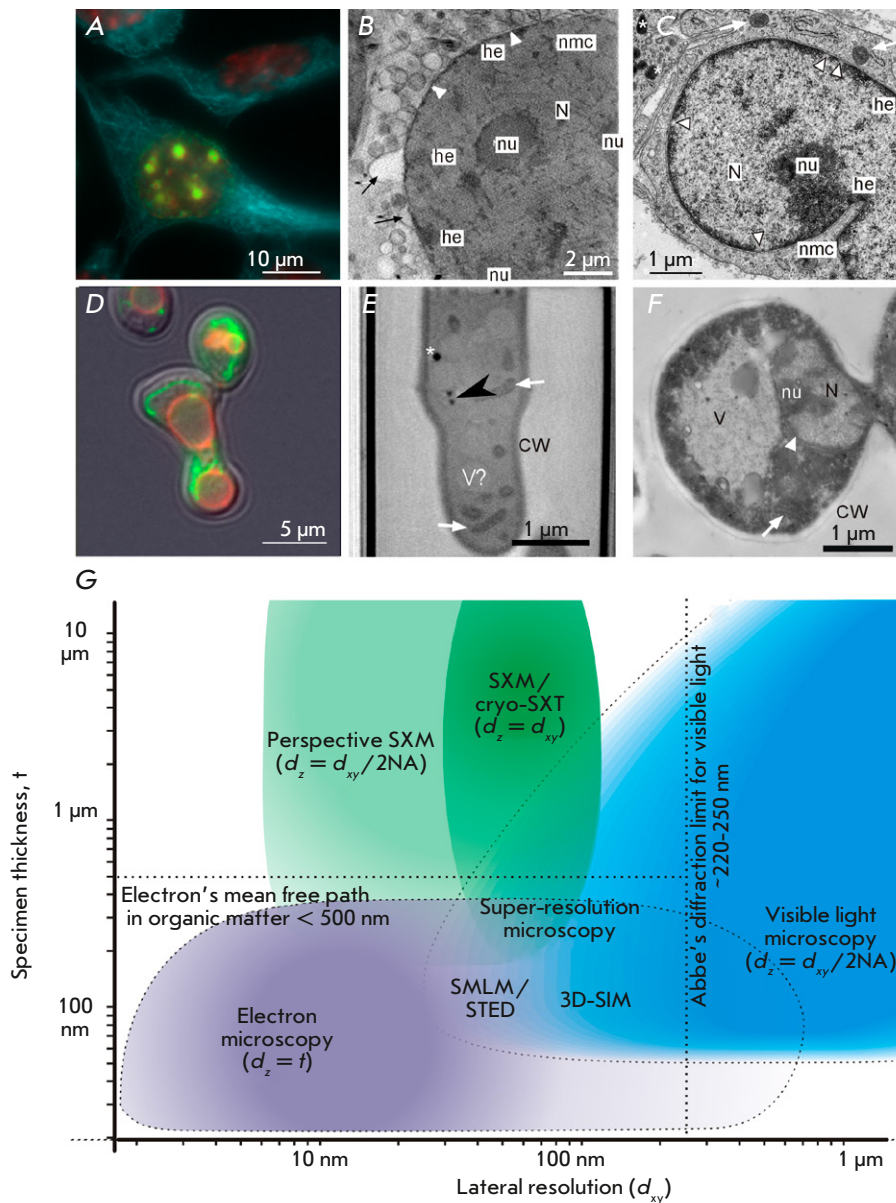 A
10 µm
B
he
nmc
N
he
nu
nu
he
nu
2 µm
C
*
he
nu
N
he
nmc
1 µm
D
5 µm
E
*
CW
V?
1 µm
F
nu
N
V
CW
1 µm
G
10
µm
1 µm
100
nm
Specimen thickness, t
Perspective SXM
(dz = dxy/2NA)
SXM/
cryo-SXT
(dz = dxy)
Abbe's diffraction limit for visible light
~220-250 nm
Electron's mean free path
in organic matter < 500 nm
Super-resolution
microscopy
Visible light
microscopy
(dz = dxy/2NA)
SMLM/
STED
3D-SIM
Electron
microscopy
(dz = t)
10 nm
100 nm
1 µm
Lateral resolution (dxy)